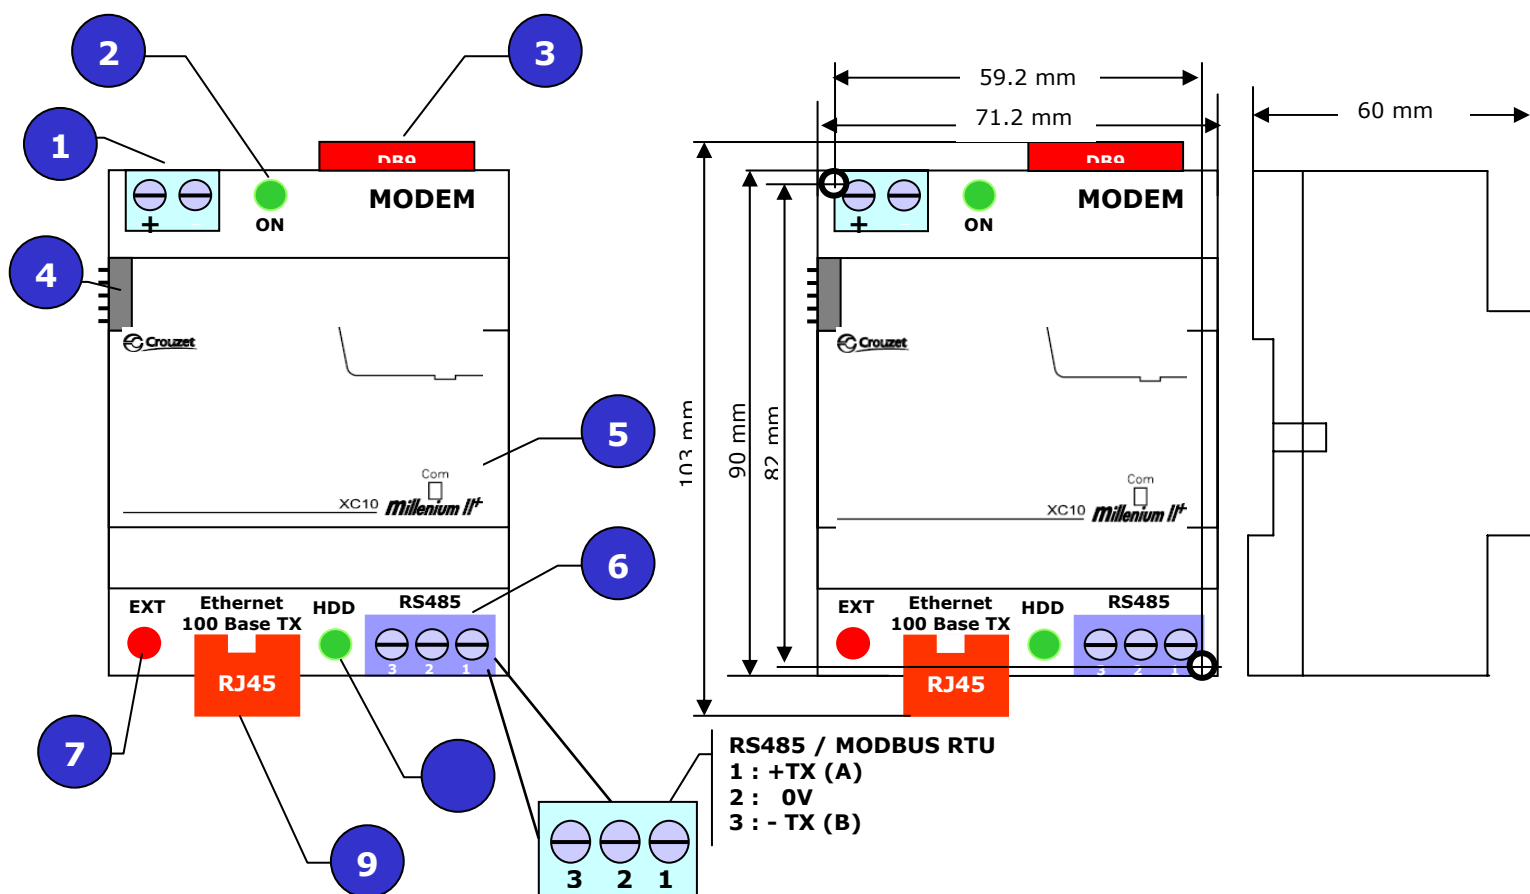 2
3
1
DB9
MODEM
+
-
ON
4
Crouzet
5
Com
XC10 Millenium II+
6
EXT
Ethernet
100 Base TX
HDD
RS485
3 2 1
RJ45
7
9
3 2 1
RS485 / MODBUS RTU
1 : +TX (A)
2 : 0V
3 : - TX (B)
59.2 mm
71.2 mm
60 mm
103 mm
90 mm
82 mm
DB9
MODEM
+
-
ON
Crouzet
Com
XC10 Millenium II+
EXT
Ethernet
100 Base TX
HDD
RS485
3 2 1
RJ45